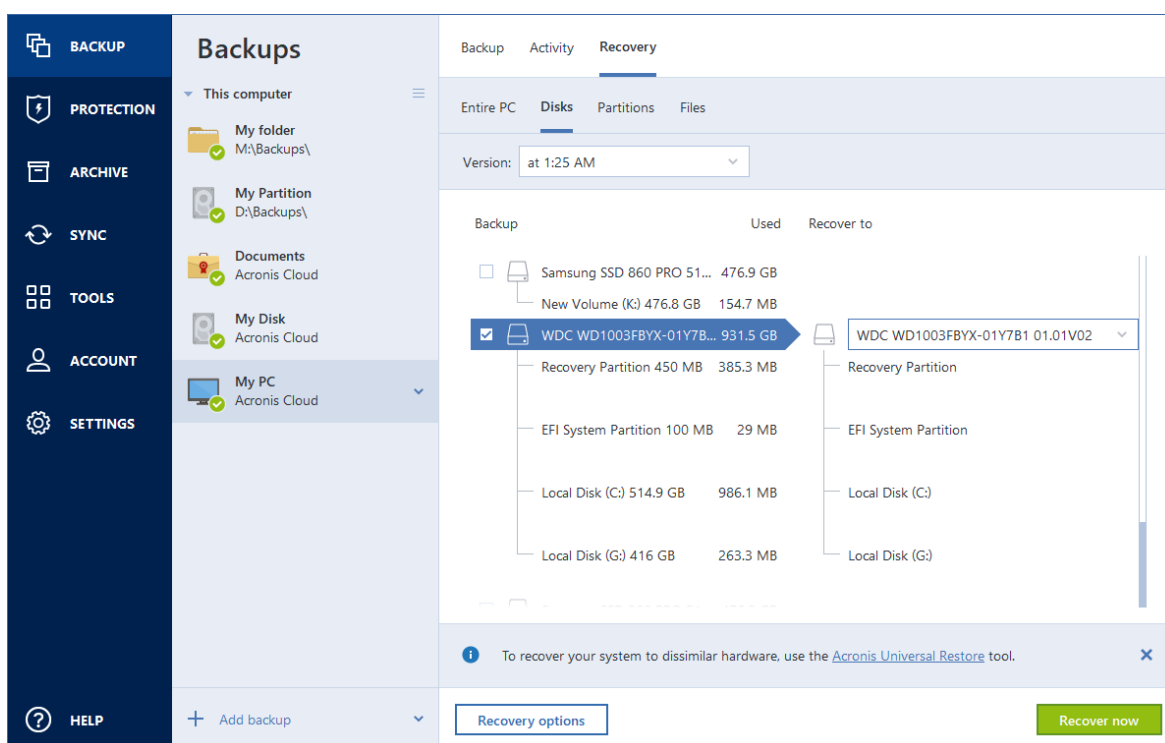 BACKUP
PROTECTION
ARCHIVE
SYNC
TOOLS
ACCOUNT
SETTINGS
HELP
Backups
This computer
My folder
M:\Backups\
My Partition
D:\Backups\
Documents
Acronis Cloud
My Disk
Acronis Cloud
My PC
Acronis Cloud
Add backup
Backup Activity Recovery
Entire PC Disks Partitions Files
Version: at 1:25 AM
Backup Used Recover to
Samsung SSD 860 PRO 51... 476.9 GB
New Volume (K:) 476.8 GB 154.7 MB
WDC WD1003FBYX-01Y7B... 931.5 GB WDC WD1003FBYX-01Y7B1 01.01V02
Recovery Partition 450 MB 385.3 MB Recovery Partition
EFI System Partition 100 MB 29 MB EFI System Partition
Local Disk (C:) 514.9 GB 986.1 MB Local Disk (C:)
Local Disk (G:) 416 GB 263.3 MB Local Disk (G:)
To recover your system to dissimilar hardware, use the Acronis Universal Restore tool.
Recovery options
Recover now